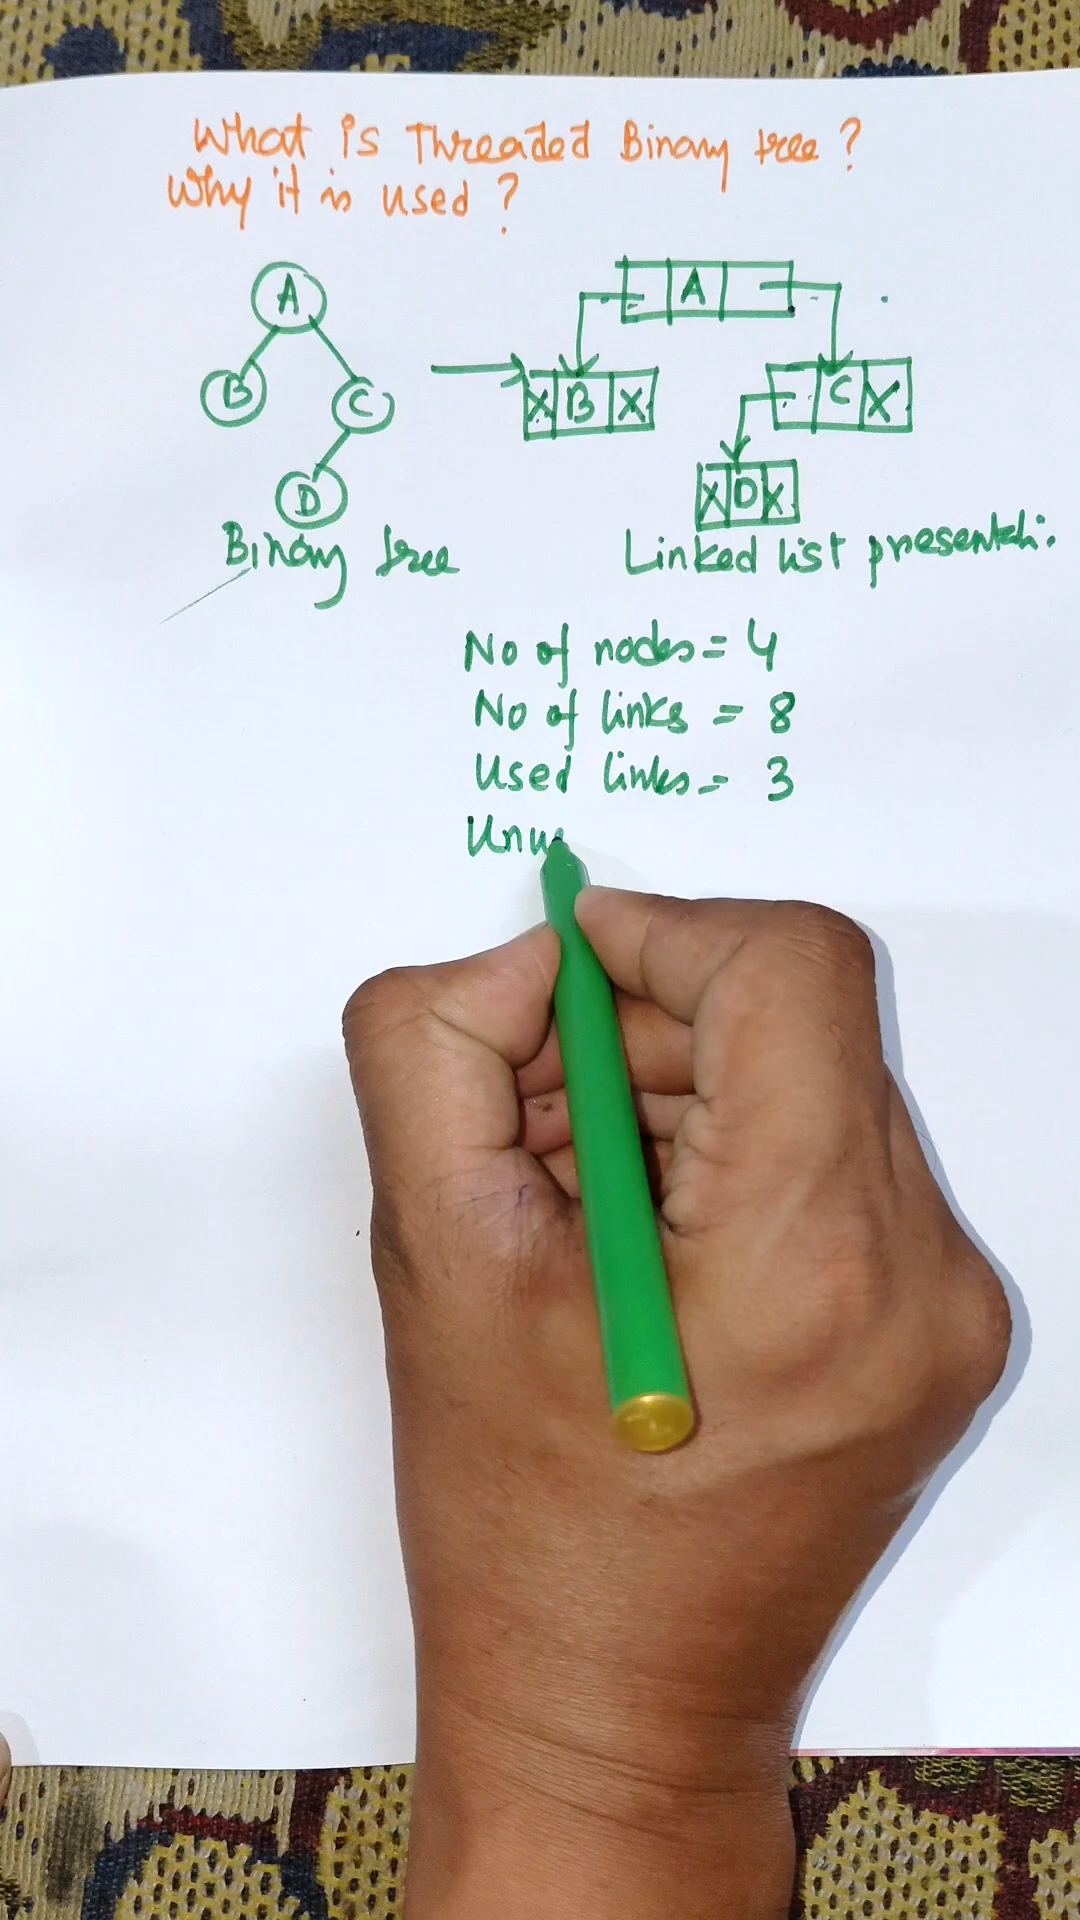 What is Threaded Binary tree?
Why it is used?
A
A
B
C
X B X
C X
D
X D X
Binary tree
Linked list presentati.
No of nodes = 4
No of links = 8
Used links = 3
Unus